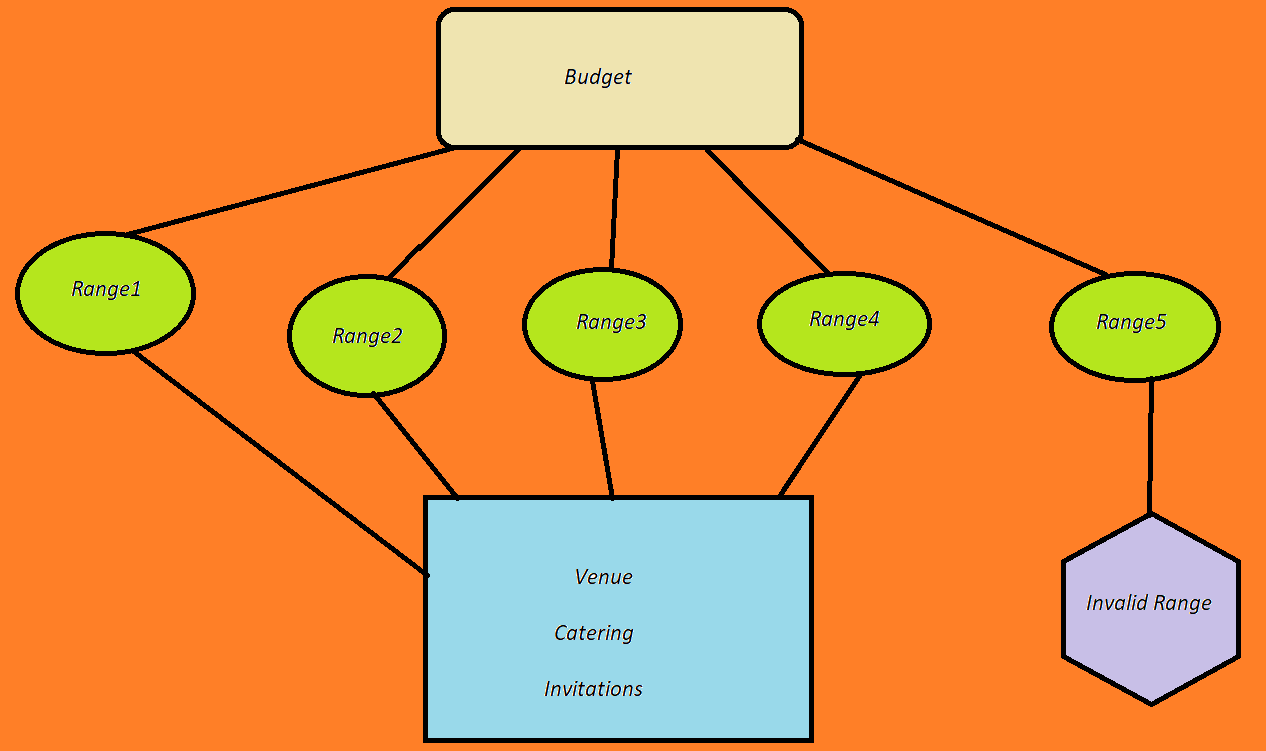 Budget
Range1
Range2
Range3
Range4
Range5
Venue
Catering
Invitations
Invalid Range